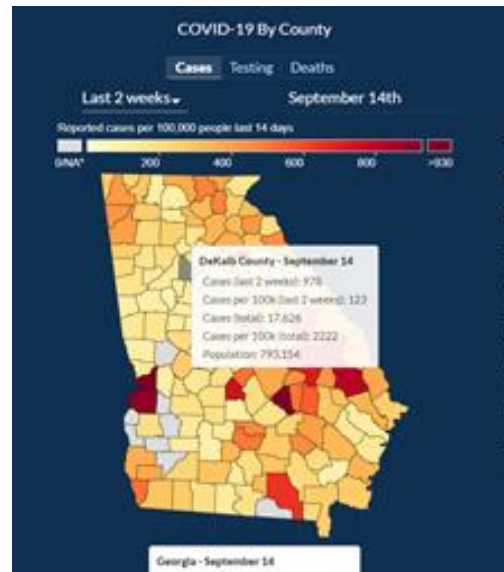 COVID-19 By County
Cases Testing Deaths
Last 2 weeks September 14th
Reported cases per 100,000 people last 14 days
0/NA* 200 400 600 800 >930
DeKalb County - September 14
Cases (last 2 weeks): 978
Cases per 100k (last 2 weeks): 123
Cases (total): 17,626
Cases per 100k (total): 2222
Population: 793,154
Georgia - September 14